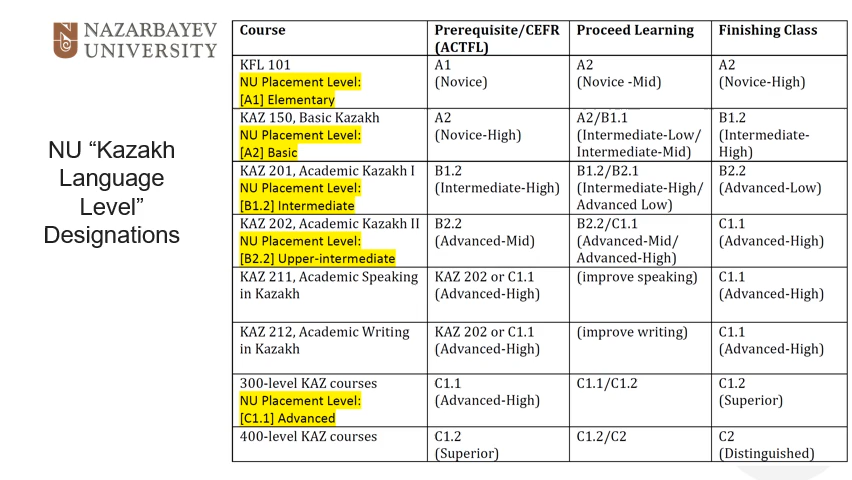 NAZARBAYEV
UNIVERSITY
NU “Kazakh
Language
Level”
Designations
Course
Prerequisite/CEFR
(ACTFL)
Proceed Learning
Finishing Class
KFL 101
NU Placement Level:
[A1] Elementary
A1
(Novice)
A2
(Novice -Mid)
A2
(Novice-High)
KAZ 150, Basic Kazakh
NU Placement Level:
[A2] Basic
A2
(Novice-High)
A2/B1.1
(Intermediate-Low/
Intermediate-Mid)
B1.2
(Intermediate-
High)
KAZ 201, Academic Kazakh I
NU Placement Level:
[B1.2] Intermediate
B1.2
(Intermediate-High)
B1.2/B2.1
(Intermediate-High/
Advanced Low)
B2.2
(Advanced-Low)
KAZ 202, Academic Kazakh II
NU Placement Level:
[B2.2] Upper-intermediate
B2.2
(Advanced-Mid)
B2.2/C1.1
(Advanced-Mid/
Advanced-High)
C1.1
(Advanced-High)
KAZ 211, Academic Speaking
in Kazakh
KAZ 202 or C1.1
(Advanced-High)
(improve speaking)
C1.1
(Advanced-High)
KAZ 212, Academic Writing
in Kazakh
KAZ 202 or C1.1
(Advanced-High)
(improve writing)
C1.1
(Advanced-High)
300-level KAZ courses
NU Placement Level:
[C1.1] Advanced
C1.1
(Advanced-High)
C1.1/C1.2
C1.2
(Superior)
400-level KAZ courses
C1.2
(Superior)
C1.2/C2
C2
(Distinguished)